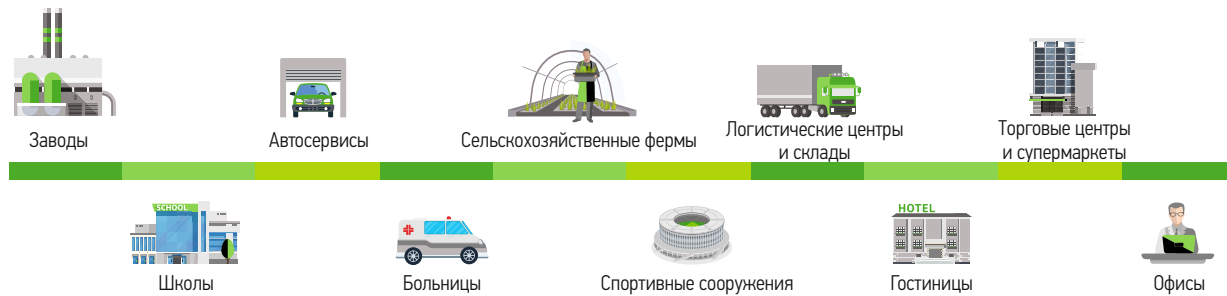 Заводы
Автосервисы
Сельскохозяйственные фермы
Логистические центры
и склады
Торговые центры
и супермаркеты
SCHOOL
Школы
Больницы
Спортивные сооружения
HOTEL
Гостиницы
Офисы